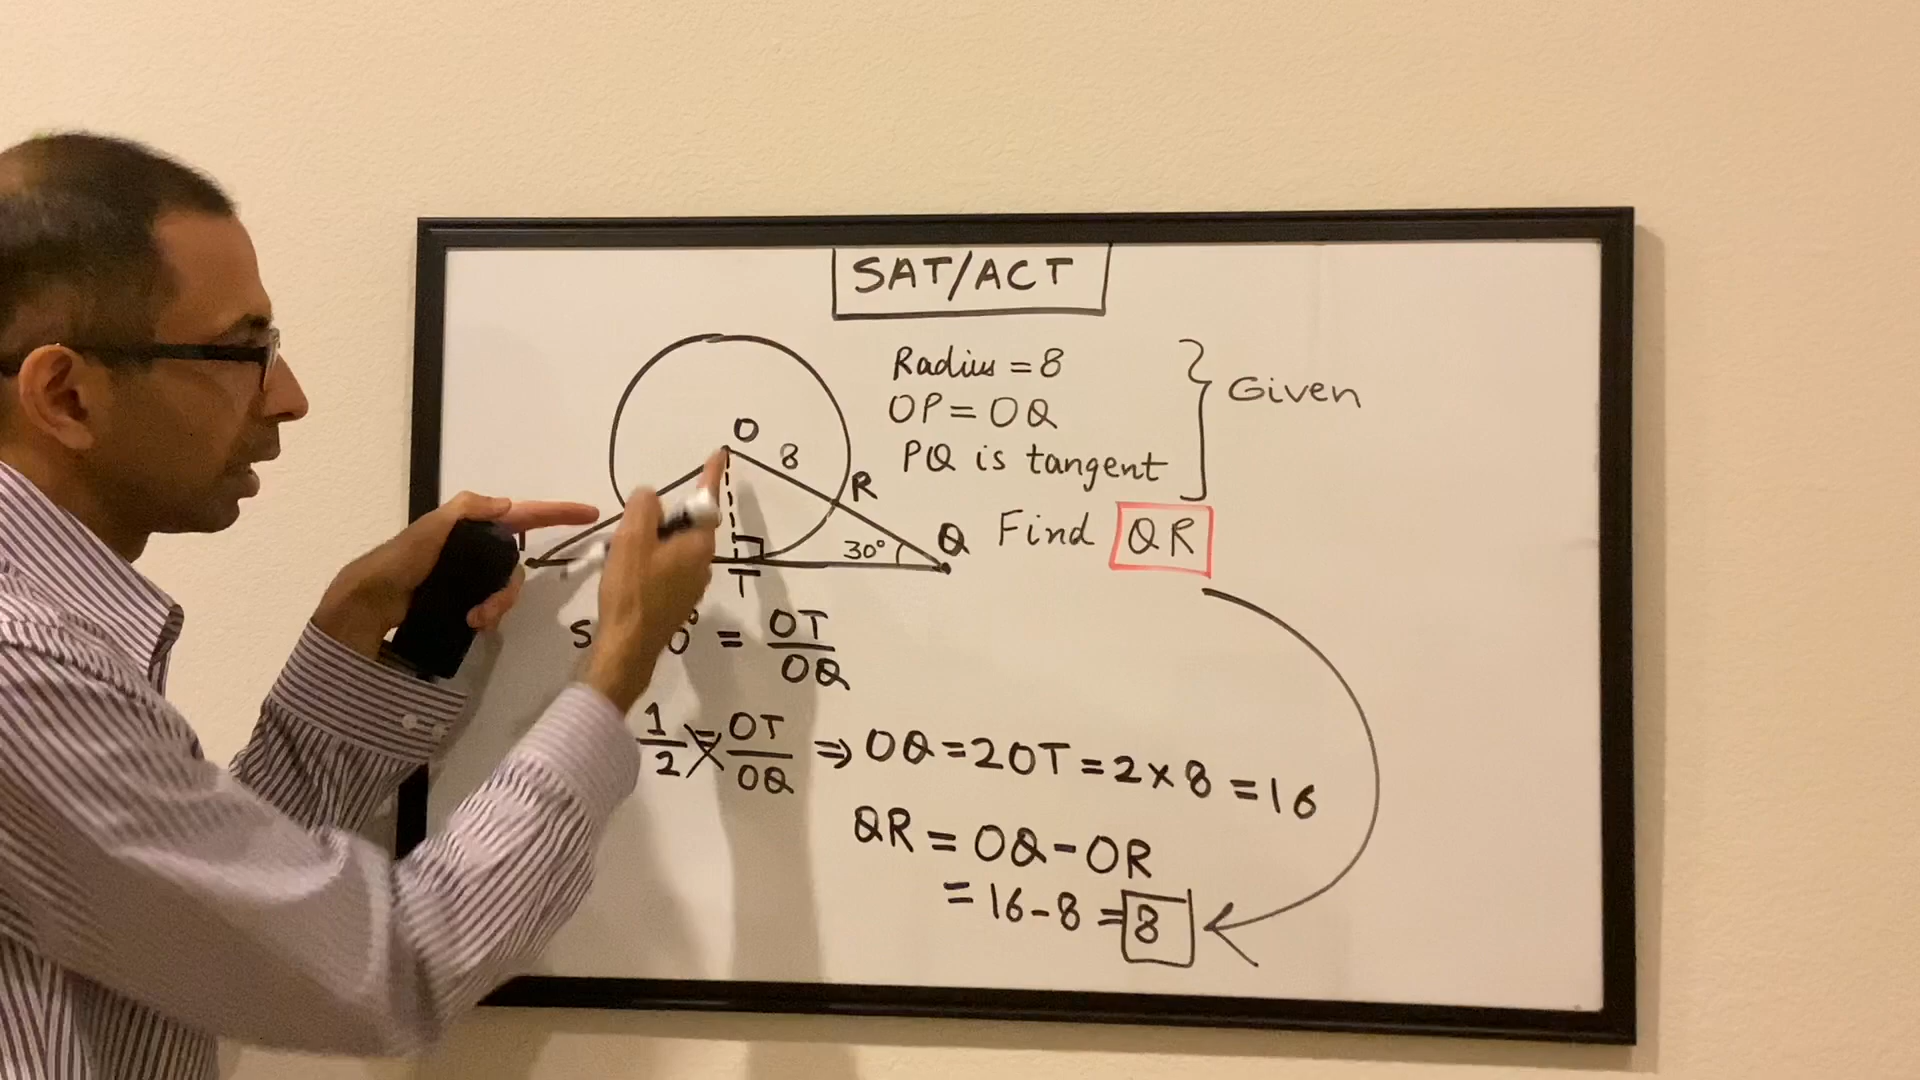 SAT/ACT
Radius = 8
OP = OQ
PQ is tangent
Given
Find QR
O
8
R
Q
30°
T
= OT/OQ
1/2 = OT/OQ ⇒ OQ = 2OT = 2 × 8 = 16
QR = OQ - OR
= 16 - 8 = 8